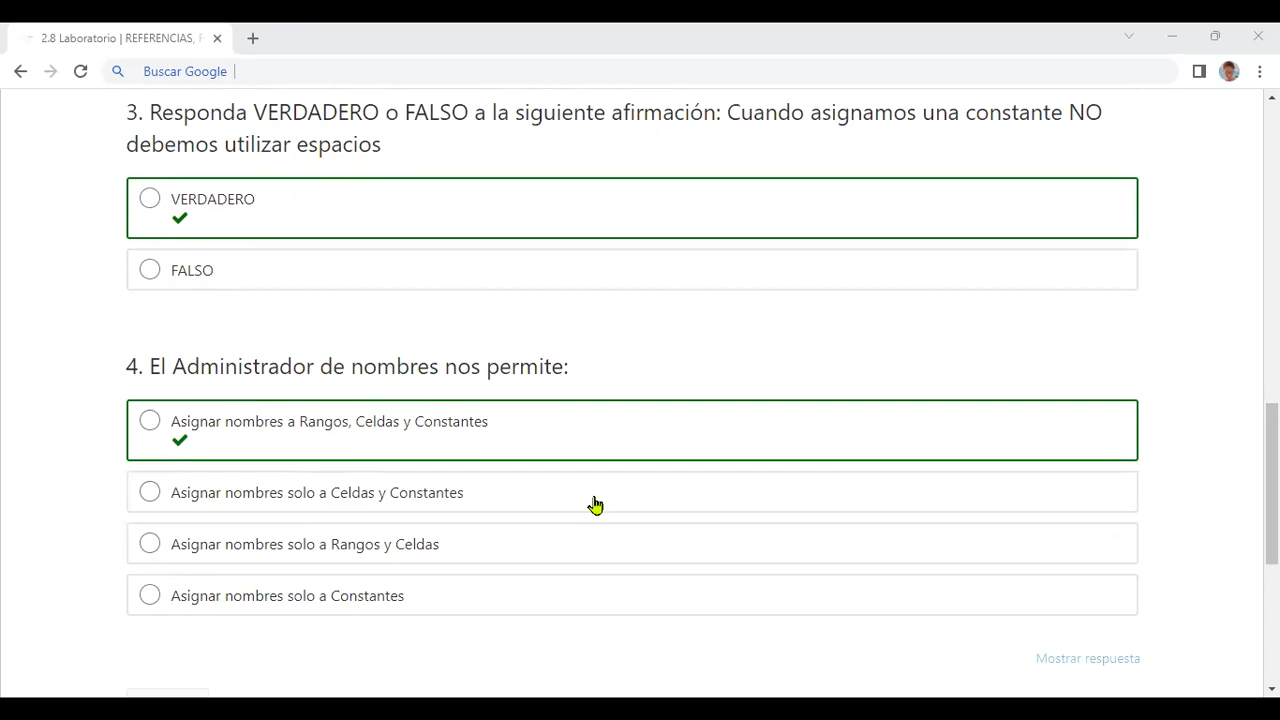 2.8 Laboratorio | REFERENCIAS, F
Buscar Google
3. Responda VERDADERO o FALSO a la siguiente afirmación: Cuando asignamos una constante NO
debemos utilizar espacios
VERDADERO
FALSO
4. El Administrador de nombres nos permite:
Asignar nombres a Rangos, Celdas y Constantes
Asignar nombres solo a Celdas y Constantes
Asignar nombres solo a Rangos y Celdas
Asignar nombres solo a Constantes
Mostrar respuesta